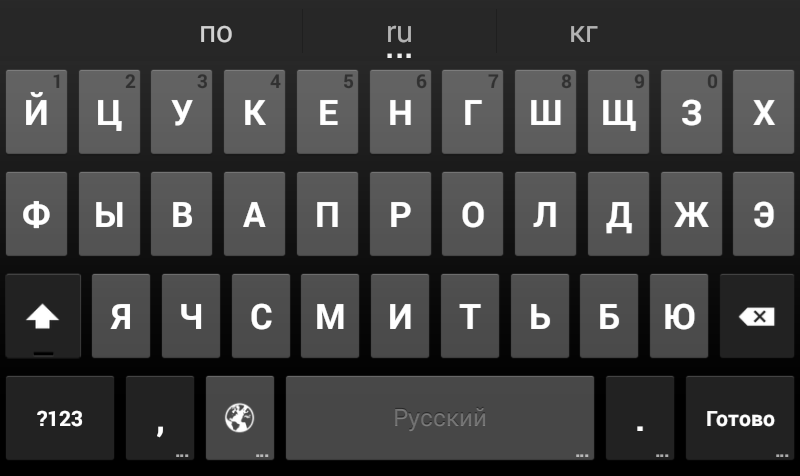 по ru кг
1 2 3 4 5 6 7 8 9 0
Й Ц У К Е Н Г Ш Щ З Х
Ф Ы В А П Р О Л Д Ж Э
Я Ч С М И Т Ь Б Ю
?123 , Русский . Готово